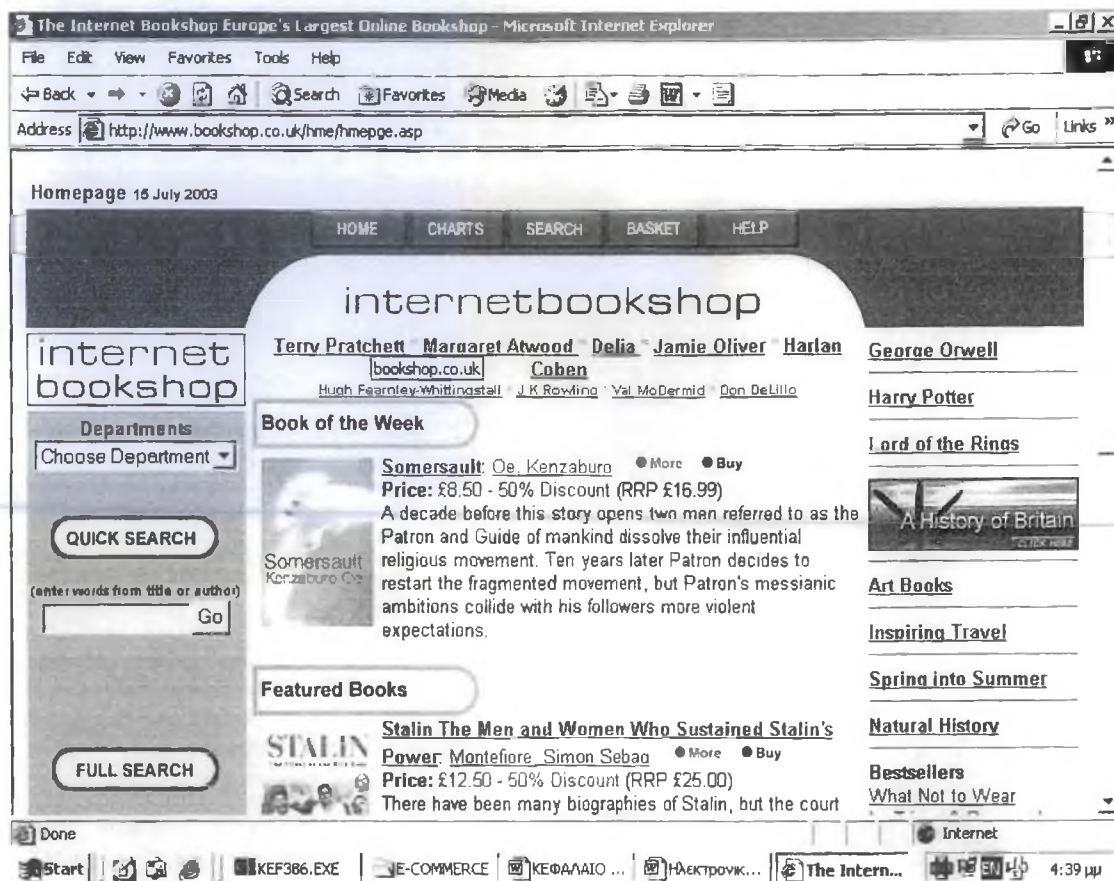 The Internet Bookshop Europe's Largest Online Bookshop - Microsoft Internet Explorer
File Edit View Favorites Tools Help
Back Search Favorites Media
Address http://www.bookshop.co.uk/hme/hmepge.asp Go Links »
Homepage 15 July 2003
HOME CHARTS SEARCH BASKET HELP
internetbookshop
internet
bookshop
Departments
Choose Department
QUICK SEARCH
(enter words from title or author)
Go
FULL SEARCH
Terry Pratchett * Margaret Atwood * Delia * Jamie Oliver * Harlan
bookshop.co.uk Coben
Hugh Fearnley-Whittingstall * J K Rowling * Val McDermid * Don DeLillo
Book of the Week
Somersault
Kenzaburo Oe
Somersault: Oe, Kenzaburo More Buy
Price: £8.50 - 50% Discount (RRP £16.99)
A decade before this story opens two men referred to as the
Patron and Guide of mankind dissolve their influential
religious movement. Ten years later Patron decides to
restart the fragmented movement, but Patron's messianic
ambitions collide with his followers more violent
expectations.
Featured Books
STALIN
Stalin The Men and Women Who Sustained Stalin's
Power: Montefiore, Simon Sebag More Buy
Price: £12.50 - 50% Discount (RRP £25.00)
There have been many biographies of Stalin, but the court
George Orwell
Harry Potter
Lord of the Rings
A History of Britain
CLICK HERE
Art Books
Inspiring Travel
Spring into Summer
Natural History
Bestsellers
What Not to Wear
Done Internet
Start KEF386.EXE E-COMMERCE ΚΕΦΑΛΑΙΟ ... Ηλεκτρονικ... The Intern... EN 4:39 μμ